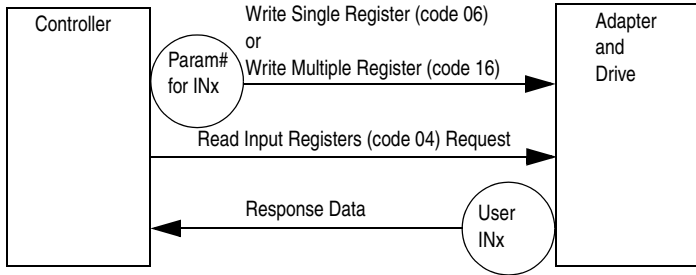 Controller
Write Single Register (code 06)
or
Write Multiple Register (code 16)
Param#
for INx
Adapter
and
Drive
Read Input Registers (code 04) Request
Response Data
User
INx